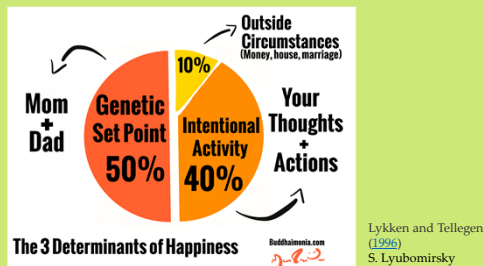 Outside
Circumstances
(Money, house, marriage)
10%
Mom
+
Dad
Genetic
Set Point
50%
Intentional
Activity
40%
Your
Thoughts
+
Actions
The 3 Determinants of Happiness
Buddhaimonia.com
Lykken and Tellegen
(1996)
S. Lyubomirsky